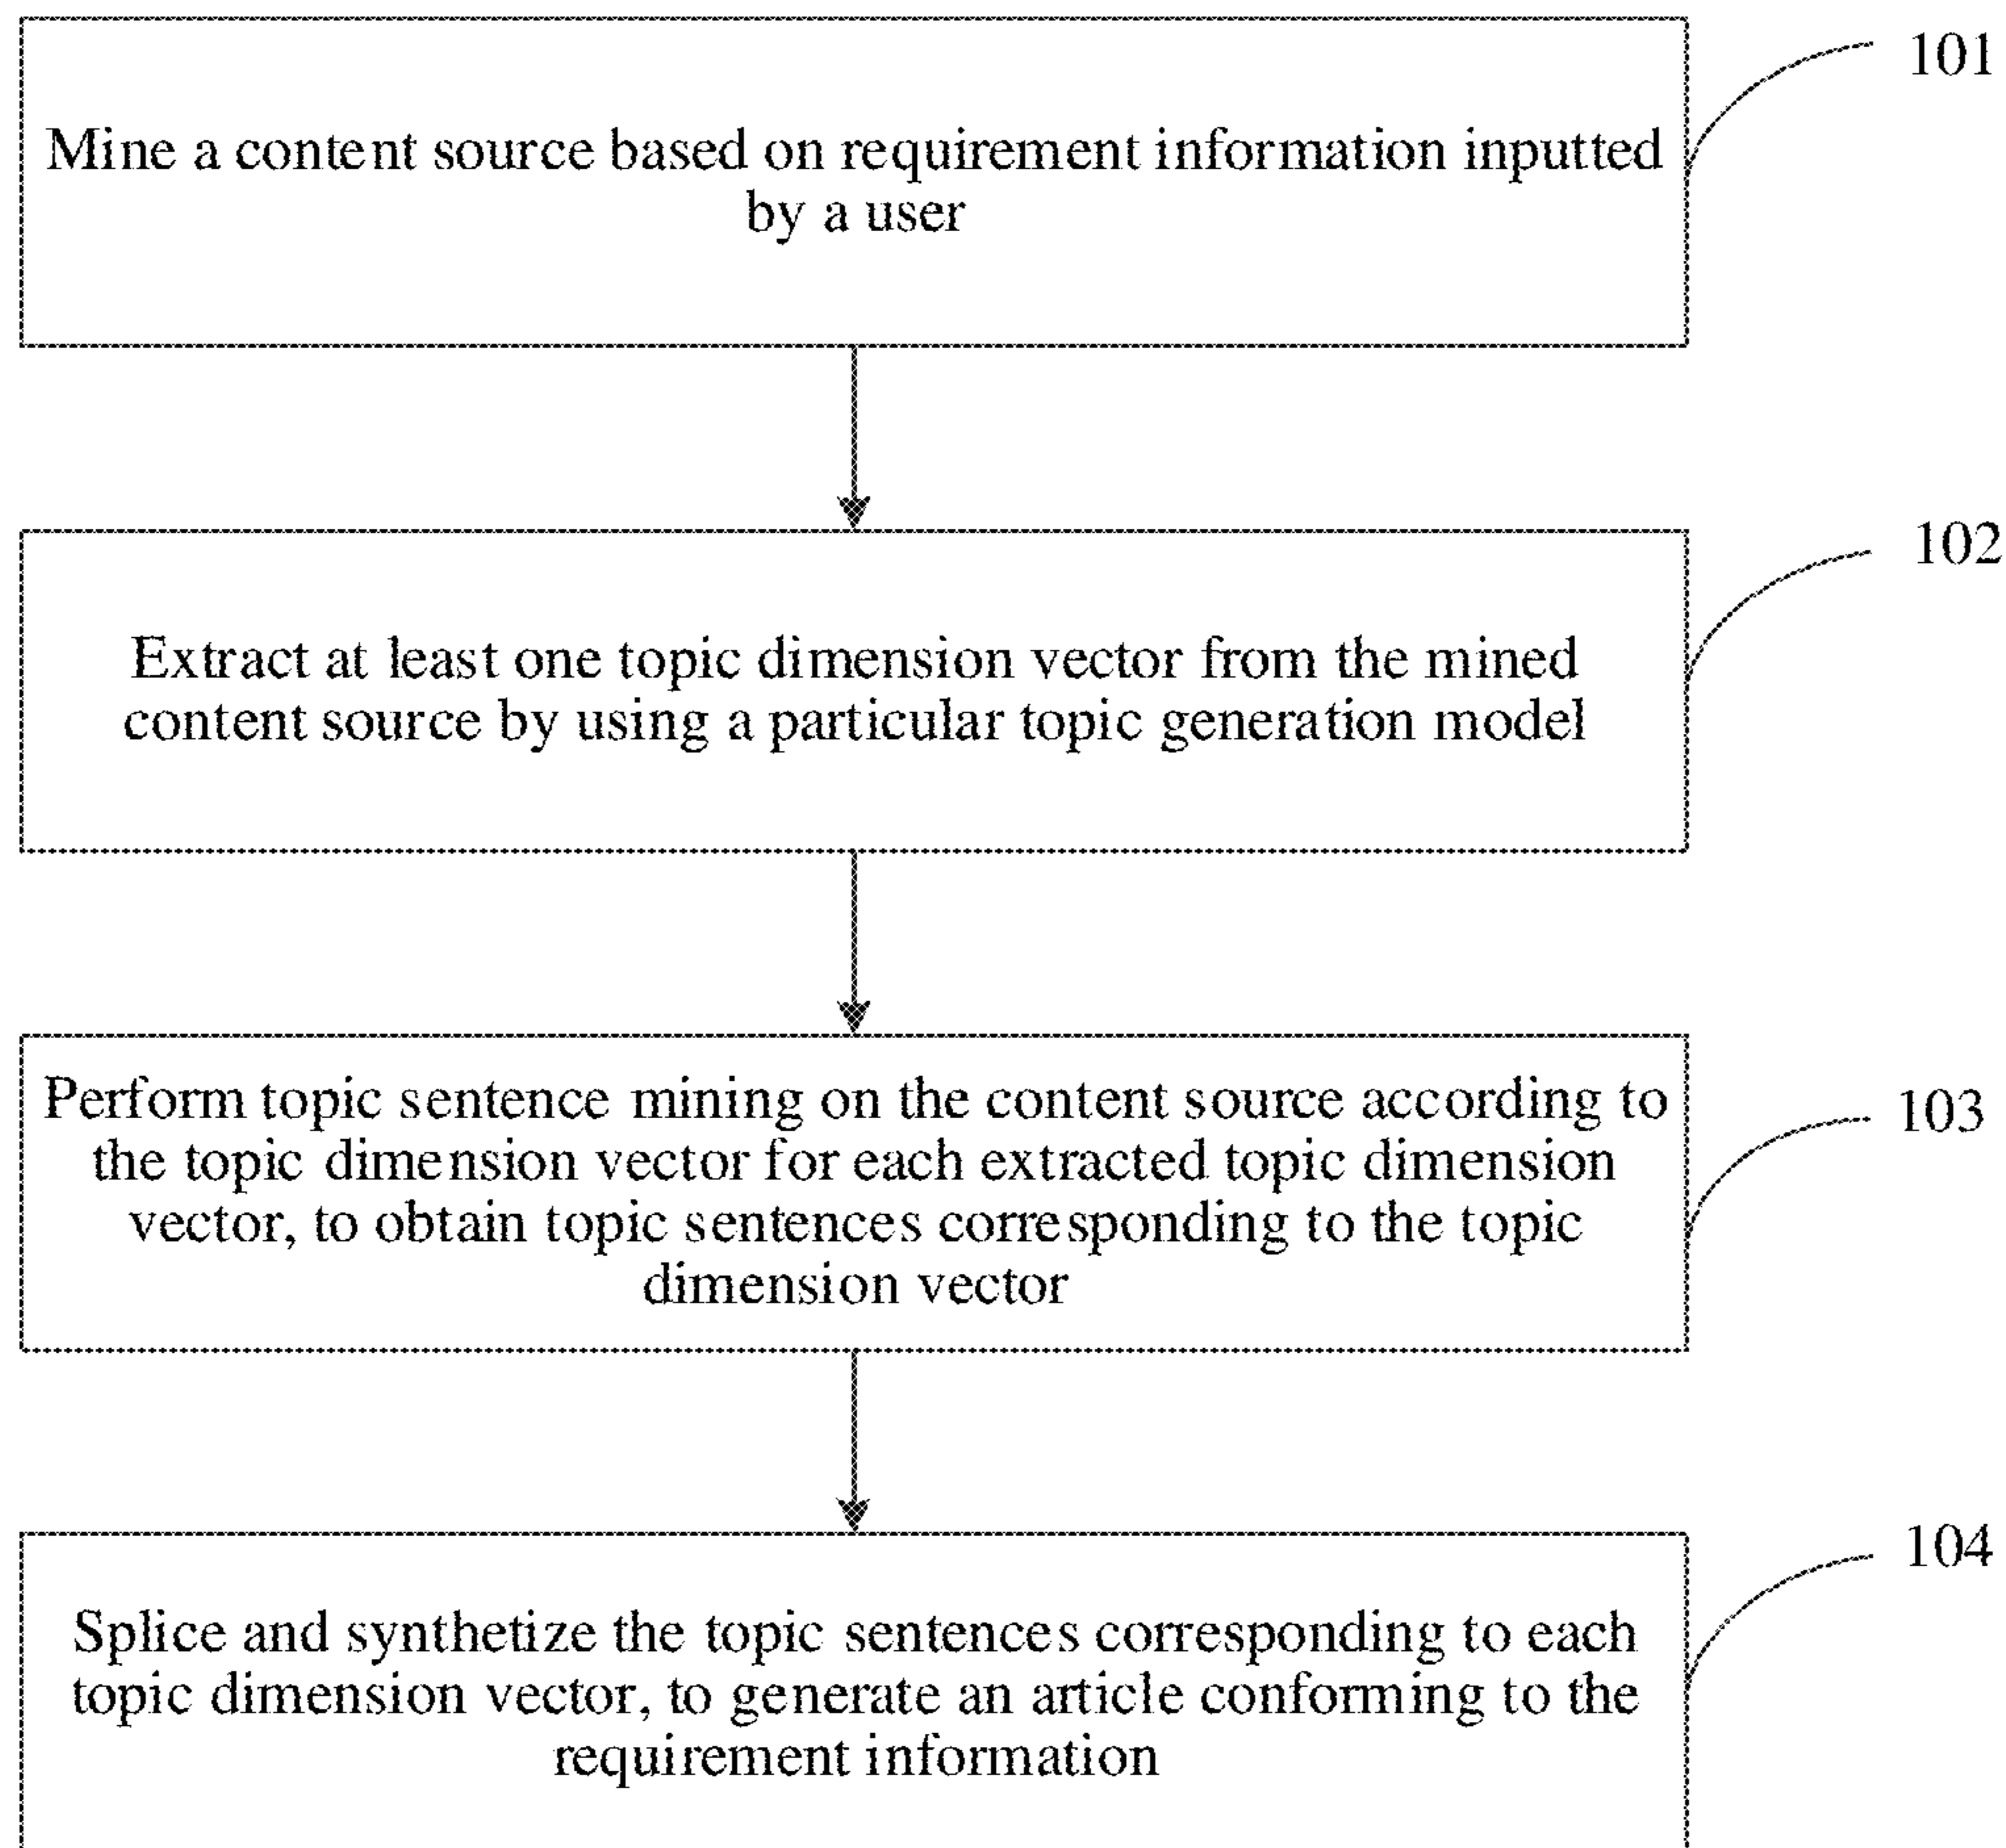 101
Mine a content source based on requirement information inputted
by a user
102
Extract at least one topic dimension vector from the mined
content source by using a particular topic generation model
103
Perform topic sentence mining on the content source according to
the topic dimension vector for each extracted topic dimension
vector, to obtain topic sentences corresponding to the topic
dimension vector
104
Splice and synthetize the topic sentences corresponding to each
topic dimension vector, to generate an article conforming to the
requirement information